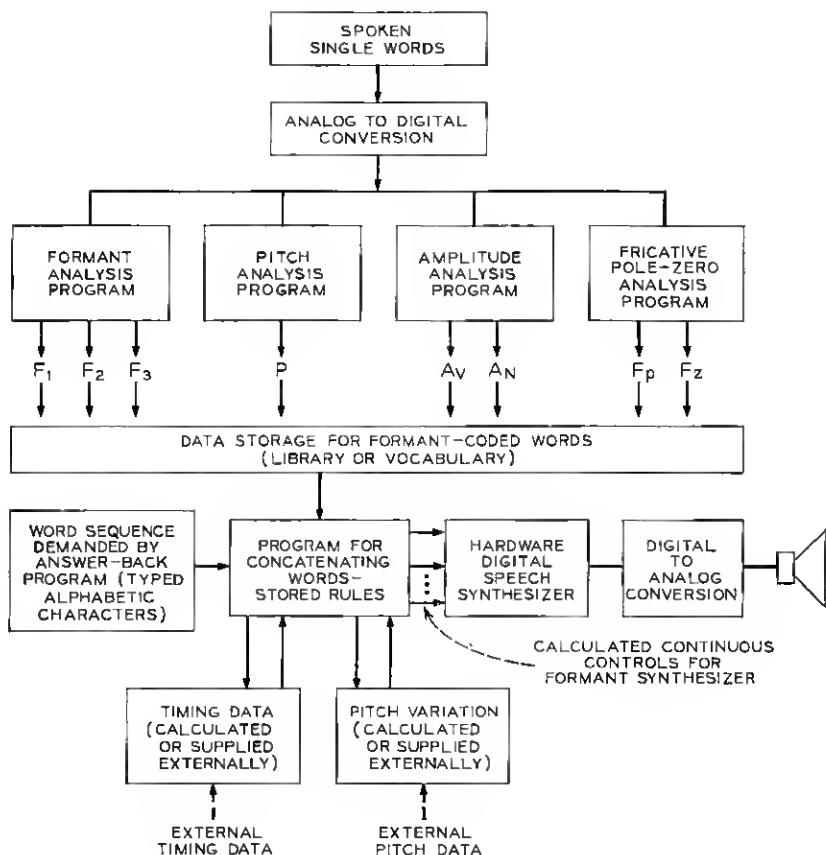 SPOKEN
SINGLE WORDS
ANALOG TO DIGITAL
CONVERSION
FORMANT
ANALYSIS
PROGRAM
PITCH
ANALYSIS
PROGRAM
AMPLITUDE
ANALYSIS
PROGRAM
FRICATIVE
POLE-ZERO
ANALYSIS
PROGRAM
F1 F2 F3 P AV AN Fp Fz
DATA STORAGE FOR FORMANT-CODED WORDS
(LIBRARY OR VOCABULARY)
WORD SEQUENCE
DEMANDED BY
ANSWER-BACK
PROGRAM (TYPED
ALPHABETIC
CHARACTERS)
PROGRAM FOR
CONCATENATING
WORDS-
STORED RULES
HARDWARE
DIGITAL
SPEECH
SYNTHESIZER
DIGITAL
TO
ANALOG
CONVERSION
CALCULATED CONTINUOUS
CONTROLS FOR
FORMANT SYNTHESIZER
TIMING DATA
(CALCULATED
OR SUPPLIED
EXTERNALLY)
PITCH VARIATION
(CALCULATED
OR SUPPLIED
EXTERNALLY)
EXTERNAL
TIMING DATA
EXTERNAL
PITCH DATA